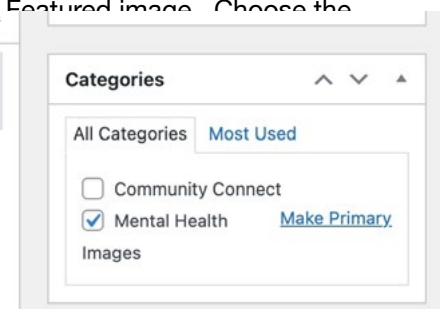 Featured image. Choose the
Categories
All Categories Most Used
Community Connect
Mental Health Make Primary
Images